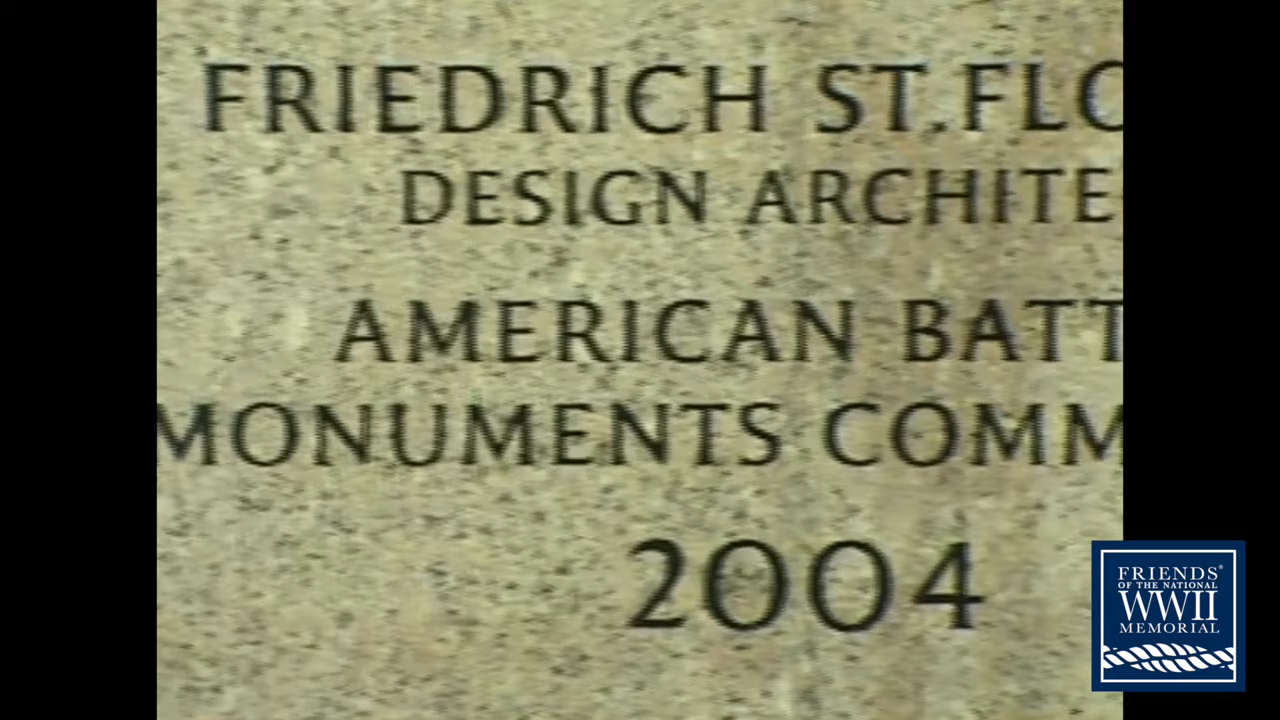 FRIEDRICH ST.FLO
DESIGN ARCHITE
AMERICAN BATT
MONUMENTS COMM
2004
FRIENDS®
OF THE NATIONAL
WWII
MEMORIAL